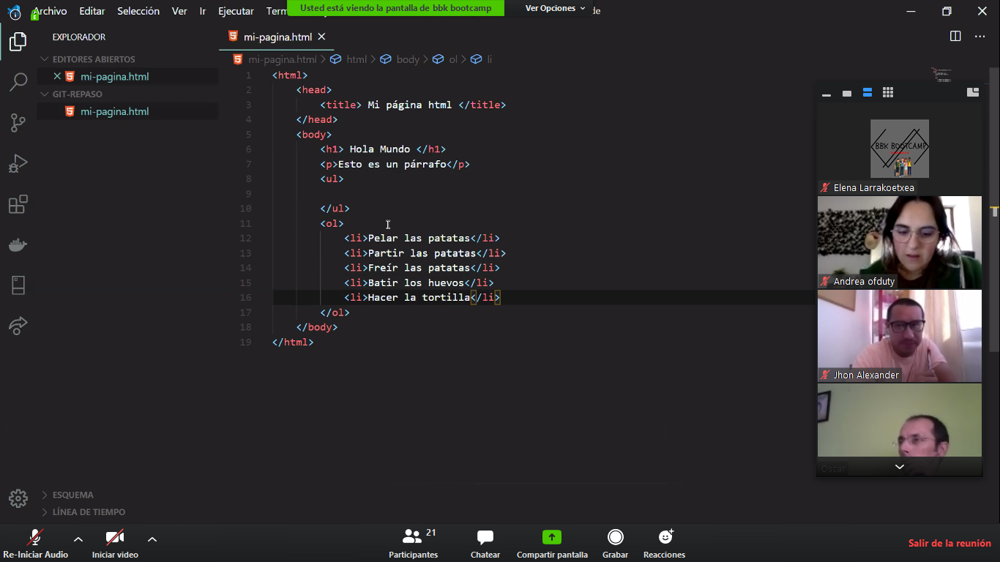 Archivo Editar Selección Ver Ir Ejecutar Term
Usted está viendo la pantalla de bbk bootcamp
Ver Opciones
de
EXPLORADOR
EDITORES ABIERTOS
mi-pagina.html
GIT-REPASO
mi-pagina.html
ESQUEMA
LÍNEA DE TIEMPO
mi-pagina.html
mi-pagina.html > html > body > ol > li
1 <html>
2 <head>
3 <title> Mi página html </title>
4 </head>
5 <body>
6 <h1> Hola Mundo </h1>
7 <p>Esto es un párrafo</p>
8 <ul>
9
10 </ul>
11 <ol>
12 <li>Pelar las patatas</li>
13 <li>Partir las patatas</li>
14 <li>Freír las patatas</li>
15 <li>Batir los huevos</li>
16 <li>Hacer la tortilla</li>
17 </ol>
18 </body>
19 </html>
BBK BOOTCAMP
Elena Larrakoetxea
Andrea ofduty
Jhon Alexander
Oscar
Re-Iniciar Audio
Iniciar video
21
Participantes
Chatear
Compartir pantalla
Grabar
Reacciones
Salir de la reunión